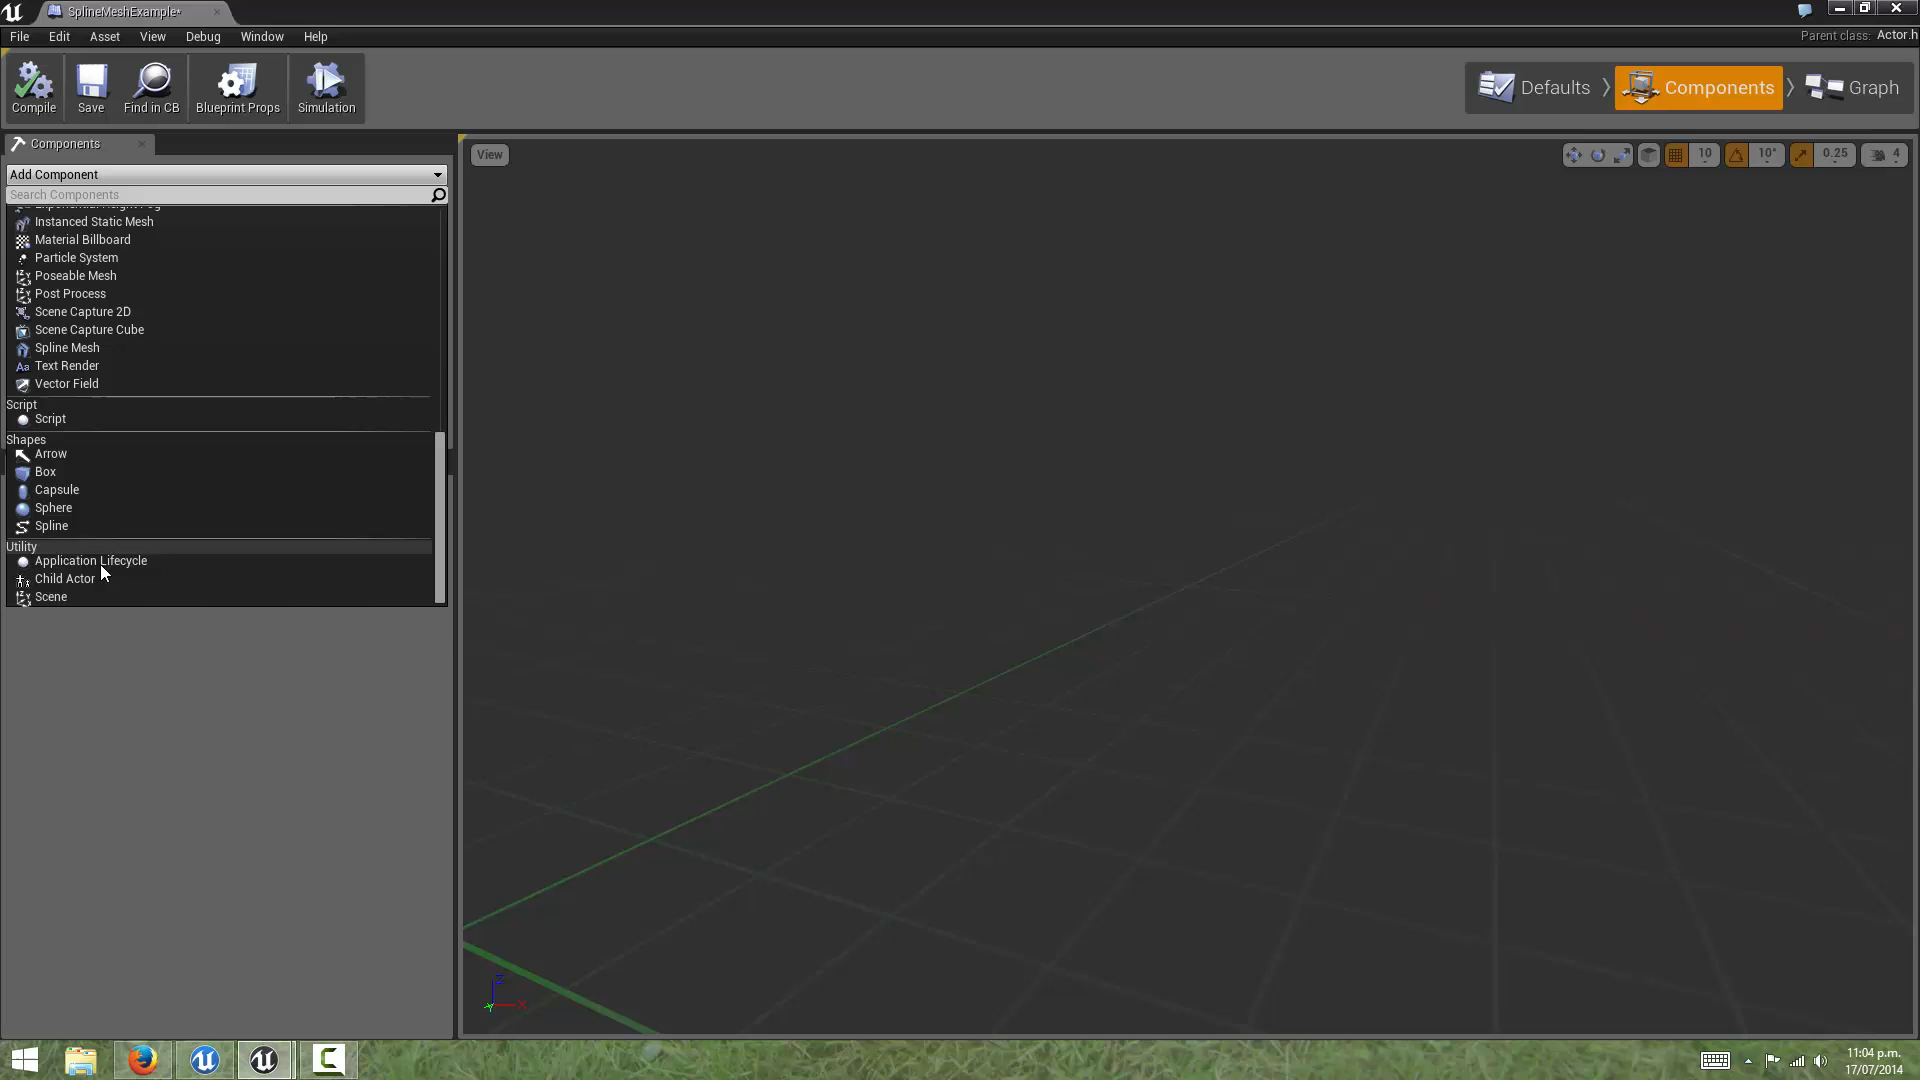 SplineMeshExample*
File Edit Asset View Debug Window Help
Parent class: Actor.h
Compile Save Find in CB Blueprint Props Simulation
Defaults Components Graph
Components
Add Component
Search Components
View
10 10° 0.25 4
Instanced Static Mesh
Material Billboard
Particle System
Poseable Mesh
Post Process
Scene Capture 2D
Scene Capture Cube
Spline Mesh
Text Render
Vector Field
Script
Script
Shapes
Arrow
Box
Capsule
Sphere
Spline
Utility
Application Lifecycle
Child Actor
Scene
Z
X
Y
11:04 p.m.
17/07/2014